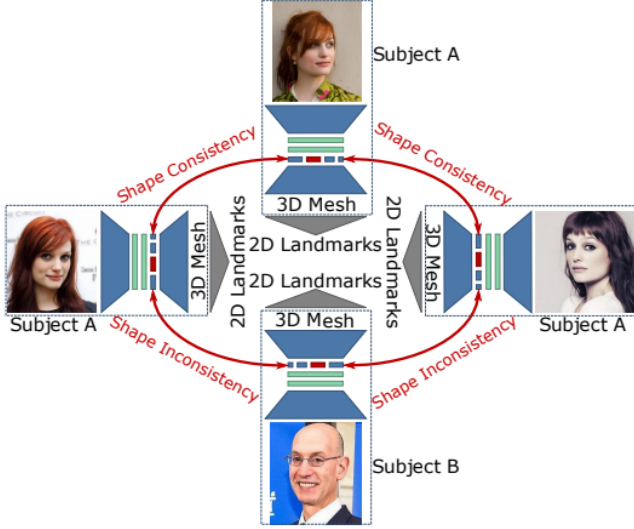 Subject A
Shape Consistency
Shape Consistency
3D Mesh
2D Landmarks
2D Landmarks
3D Mesh
2D Landmarks
2D Landmarks
3D Mesh
3D Mesh
Subject A
Subject A
Shape Inconsistency
Shape Inconsistency
Subject B